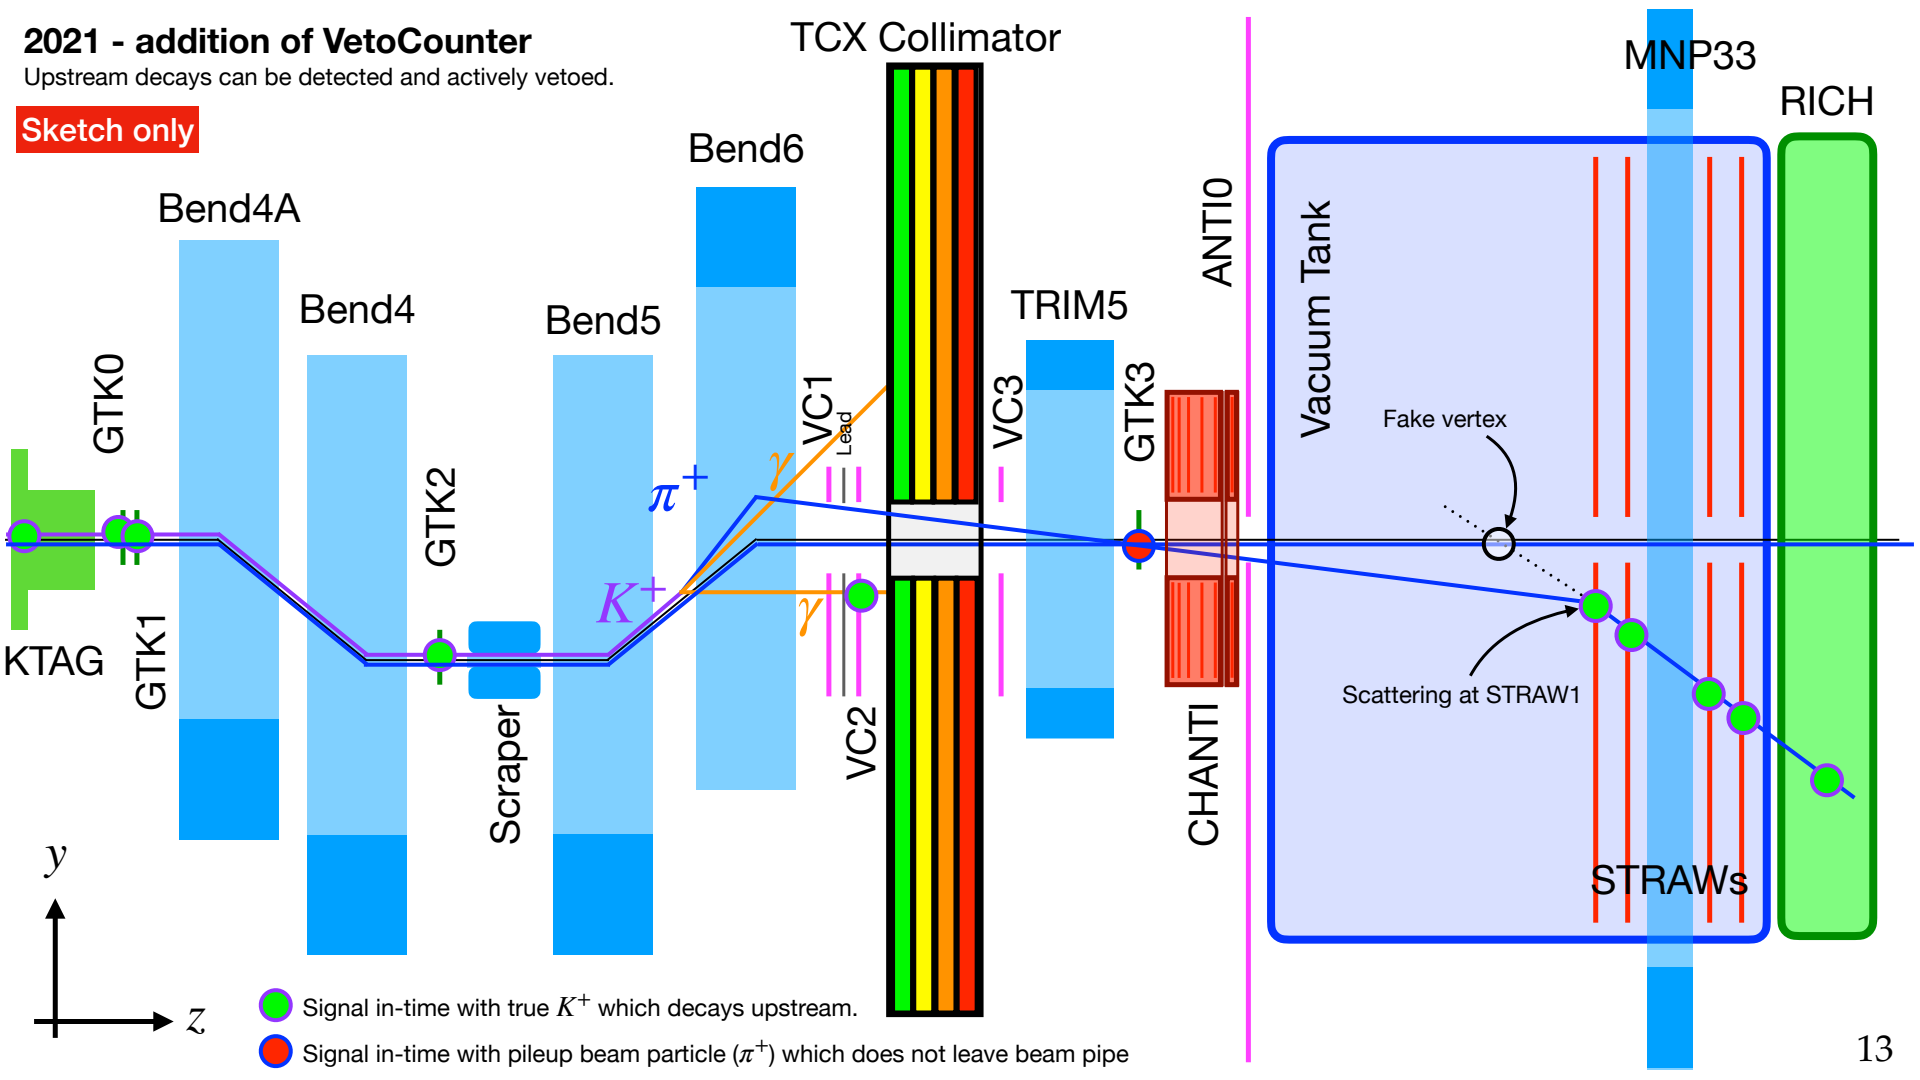 2021 - addition of VetoCounter
Upstream decays can be detected and actively vetoed.
Sketch only
TCX Collimator
MNP33
RICH
Bend6
Bend4A
Bend4
Bend5
TRIM5
ANTI0
Vacuum Tank
GTK0
GTK1
KTAG
GTK2
Scraper
VC1
Lead
VC2
VC3
GTK3
CHANTI
Fake vertex
Scattering at STRAW1
STRAWs
π⁺
γ
K⁺
γ
y
z
Signal in-time with true K⁺ which decays upstream.
Signal in-time with pileup beam particle (π⁺) which does not leave beam pipe
13